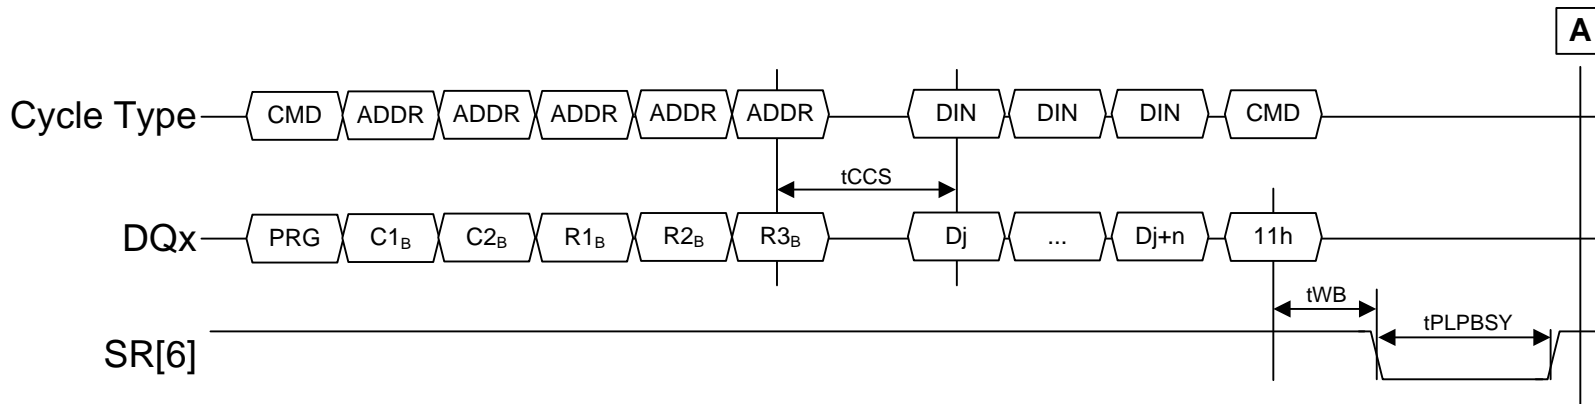 A
Cycle Type CMD ADDR ADDR ADDR ADDR ADDR DIN DIN DIN CMD
tCCS
DQx PRG C1B C2B R1B R2B R3B Dj ... Dj+n 11h
tWB
tPLPBSY
SR[6]